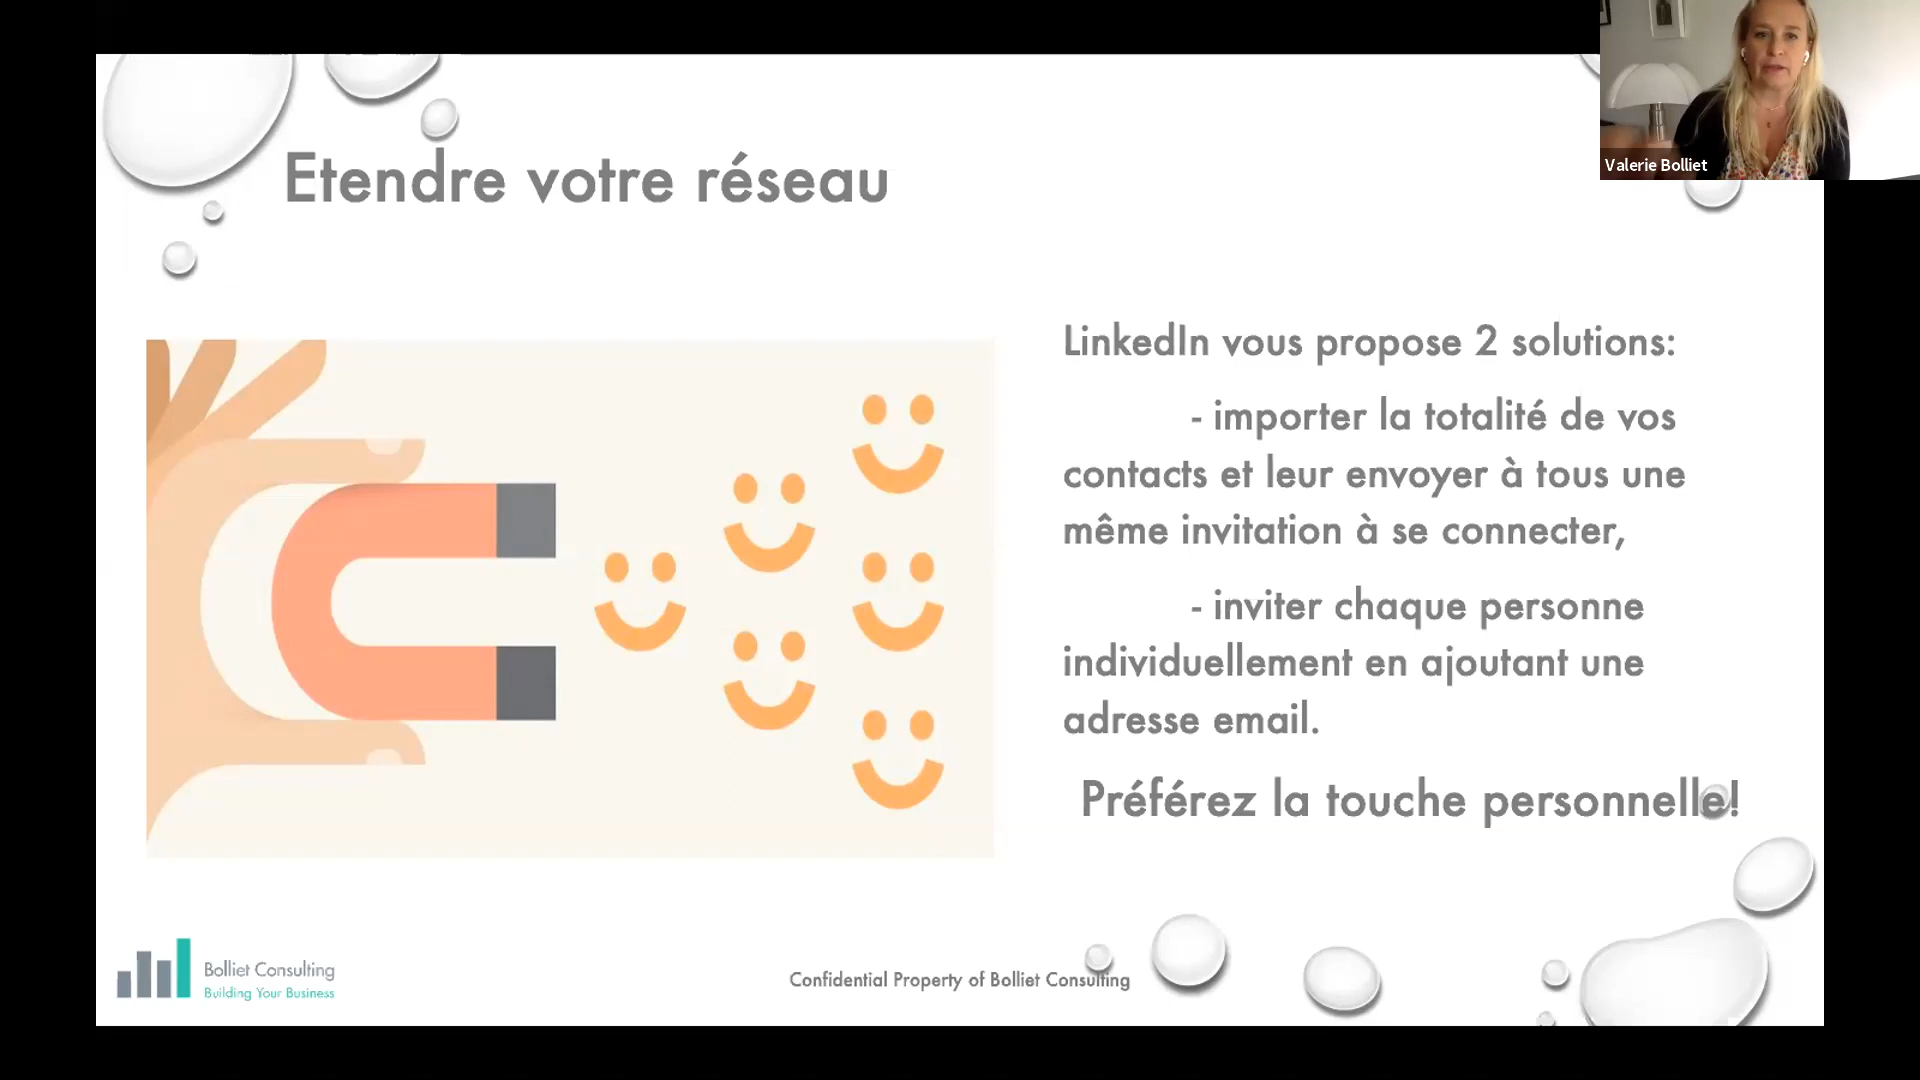 Valerie Bolliet
Etendre votre réseau
LinkedIn vous propose 2 solutions:
- importer la totalité de vos
contacts et leur envoyer à tous une
même invitation à se connecter,
- inviter chaque personne
individuellement en ajoutant une
adresse email.
Préférez la touche personnelle!
Bolliet Consulting
Building Your Business
Confidential Property of Bolliet Consulting